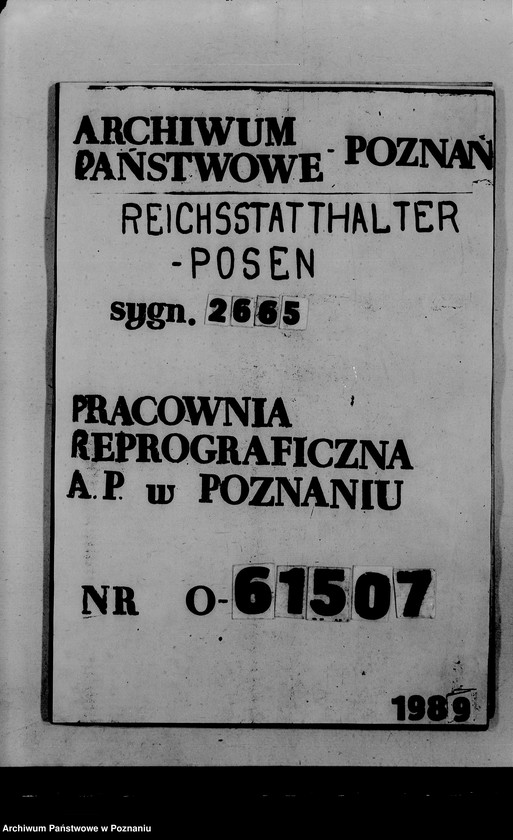 ARCHIWUM
PAŃSTWOWE - POZNAŃ
REICHSSTATTHALTER
-POSEN
sygn. 2665
PRACOWNIA
REPROGRAFICZNA
A.P. w POZNANIU
NR O-61507
1989
Archiwum Państwowe w Poznaniu